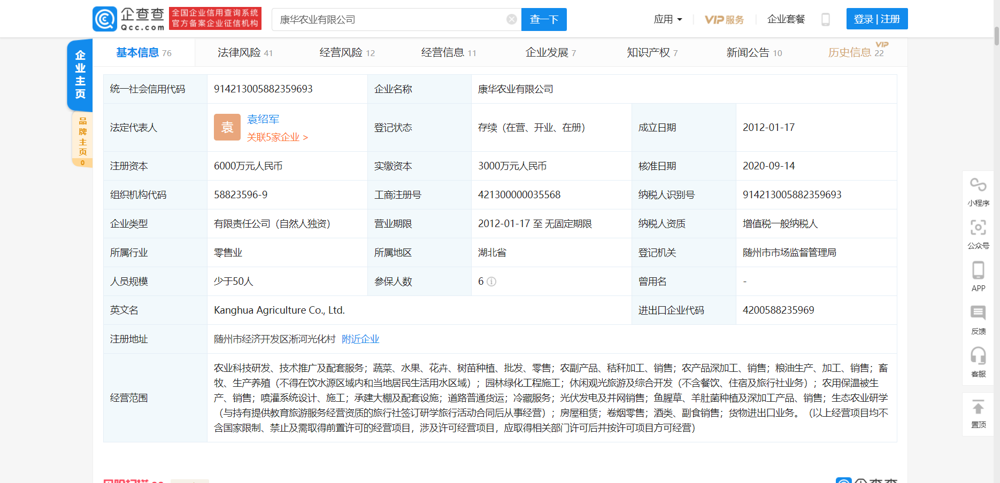 企查查
Qcc.com
全国企业信用查询系统
官方备案企业征信机构
康华农业有限公司
查一下
应用
VIP服务
企业套餐
登录 | 注册
企业主页
品牌主页
0
基本信息 76
法律风险 41
经营风险 12
经营信息 11
企业发展 7
知识产权 7
新闻公告 10
历史信息 22
VIP
统一社会信用代码 914213005882359693 企业名称 康华农业有限公司
法定代表人 袁 袁绍军 登记状态 存续（在营、开业、在册） 成立日期 2012-01-17
关联5家企业 >
注册资本 6000万元人民币 实缴资本 3000万元人民币 核准日期 2020-09-14
组织机构代码 58823596-9 工商注册号 421300000035568 纳税人识别号 914213005882359693
企业类型 有限责任公司（自然人独资） 营业期限 2012-01-17 至 无固定期限 纳税人资质 增值税一般纳税人
所属行业 零售业 所属地区 湖北省 登记机关 随州市市场监督管理局
人员规模 少于50人 参保人数 6 曾用名 -
英文名 Kanghua Agriculture Co., Ltd. 进出口企业代码 4200588235969
注册地址 随州市经济开发区淅河光化村 附近企业
经营范围
农业科技研发、技术推广及配套服务；蔬菜、水果、花卉、树苗种植、批发、零售；农副产品、秸秆加工、销售；农产品深加工、销售；粮油生产、加工、销售；畜
牧、生产养殖（不得在饮水源区域内和当地居民生活用水区域）；园林绿化工程施工；休闲观光旅游及综合开发（不含餐饮、住宿及旅行社业务）；农用保温被生
产、销售；喷灌系统设计、施工；承建大棚及配套设施；道路普通货运；冷藏服务；光伏发电及并网销售；鱼腥草、羊肚菌种植及深加工产品、销售；生态农业研学
（与持有提供教育旅游服务经营资质的旅行社签订研学旅行活动合同后从事经营）；房屋租赁；卷烟零售；酒类、副食销售；货物进出口业务。（以上经营项目均不
含国家限制、禁止及需取得前置许可的经营项目，涉及许可经营项目，应取得相关部门许可后并按许可项目方可经营）
小程序
公众号
APP
反馈
客服
置顶